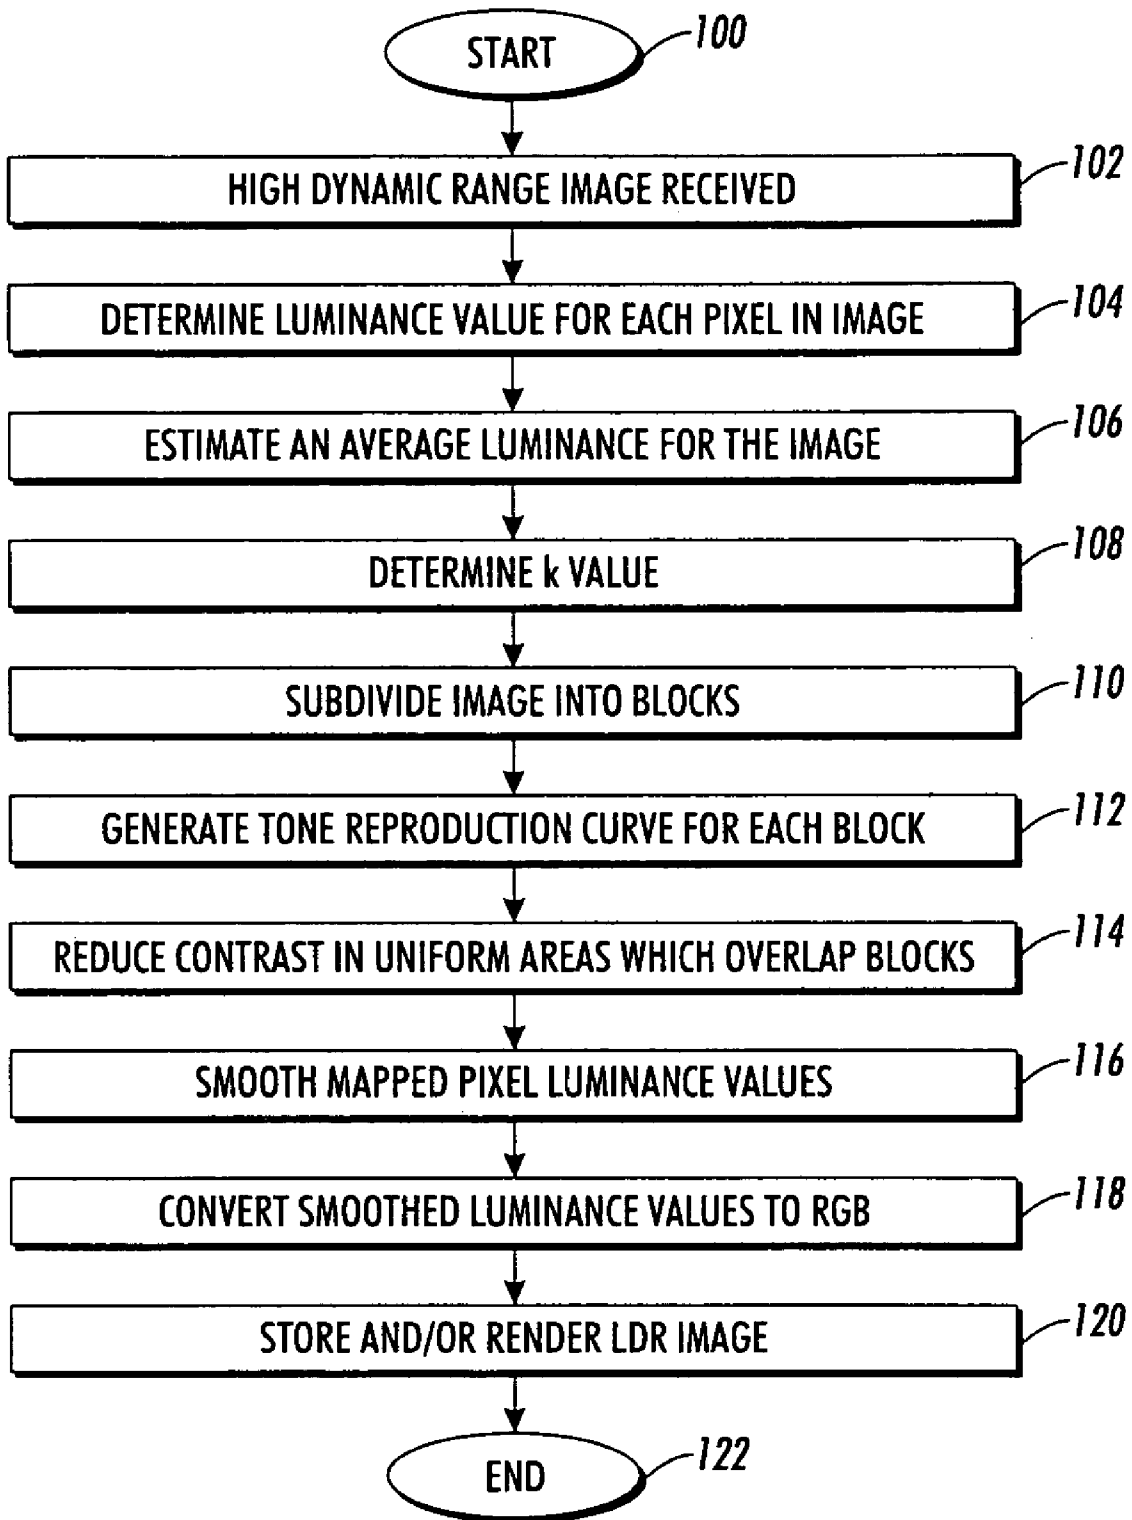 START
100
HIGH DYNAMIC RANGE IMAGE RECEIVED
102
DETERMINE LUMINANCE VALUE FOR EACH PIXEL IN IMAGE
104
ESTIMATE AN AVERAGE LUMINANCE FOR THE IMAGE
106
DETERMINE k VALUE
108
SUBDIVIDE IMAGE INTO BLOCKS
110
GENERATE TONE REPRODUCTION CURVE FOR EACH BLOCK
112
REDUCE CONTRAST IN UNIFORM AREAS WHICH OVERLAP BLOCKS
114
SMOOTH MAPPED PIXEL LUMINANCE VALUES
116
CONVERT SMOOTHED LUMINANCE VALUES TO RGB
118
STORE AND/OR RENDER LDR IMAGE
120
END
122